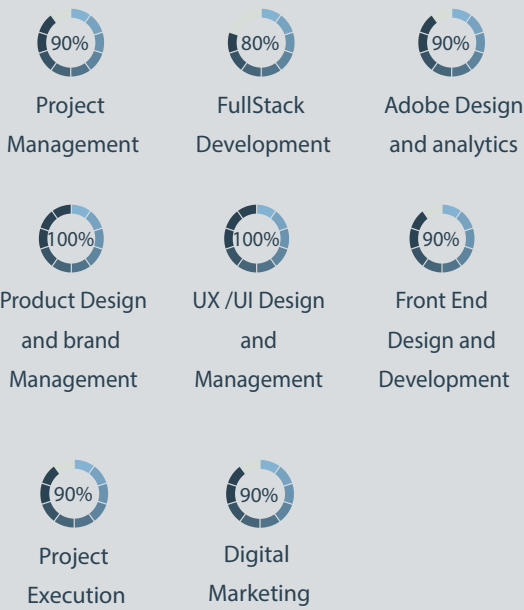 90%
Project
Management
80%
FullStack
Development
90%
Adobe Design
and analytics
100%
Product Design
and brand
Management
100%
UX /UI Design
and
Management
90%
Front End
Design and
Development
90%
Project
Execution
90%
Digital
Marketing